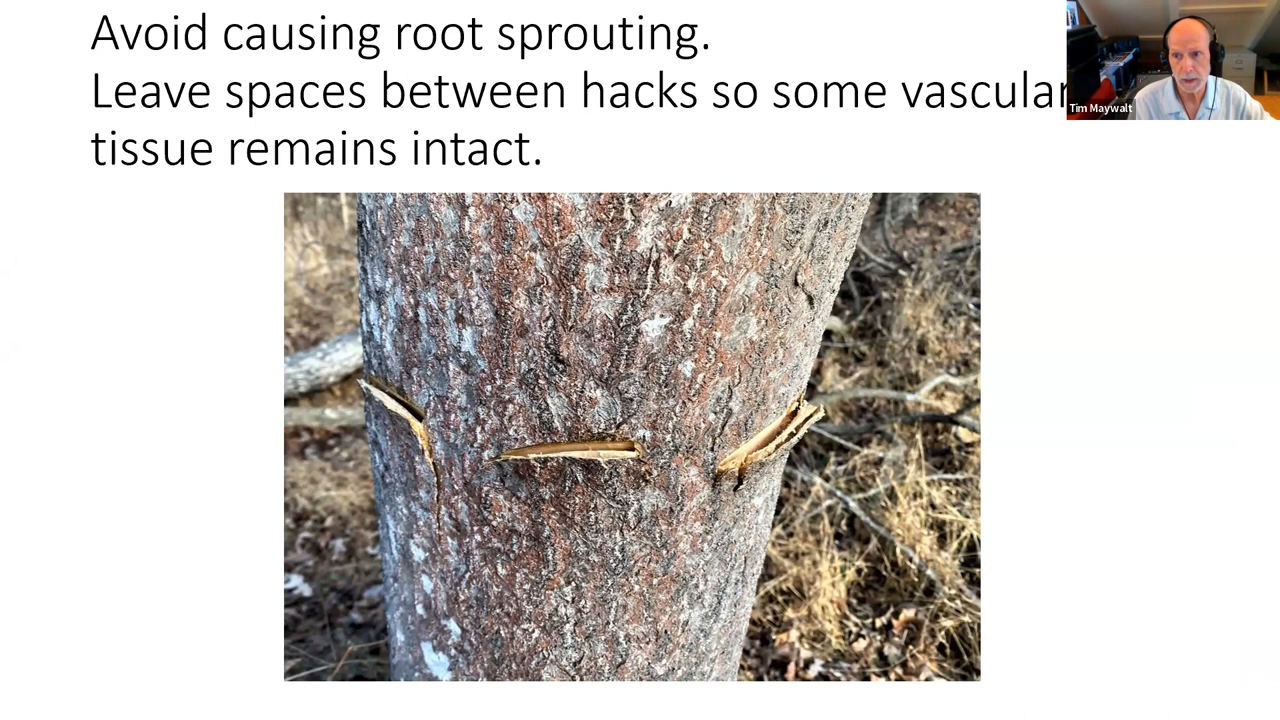 Avoid causing root sprouting.
Leave spaces between hacks so some vascular
tissue remains intact.
Tim Maywalt